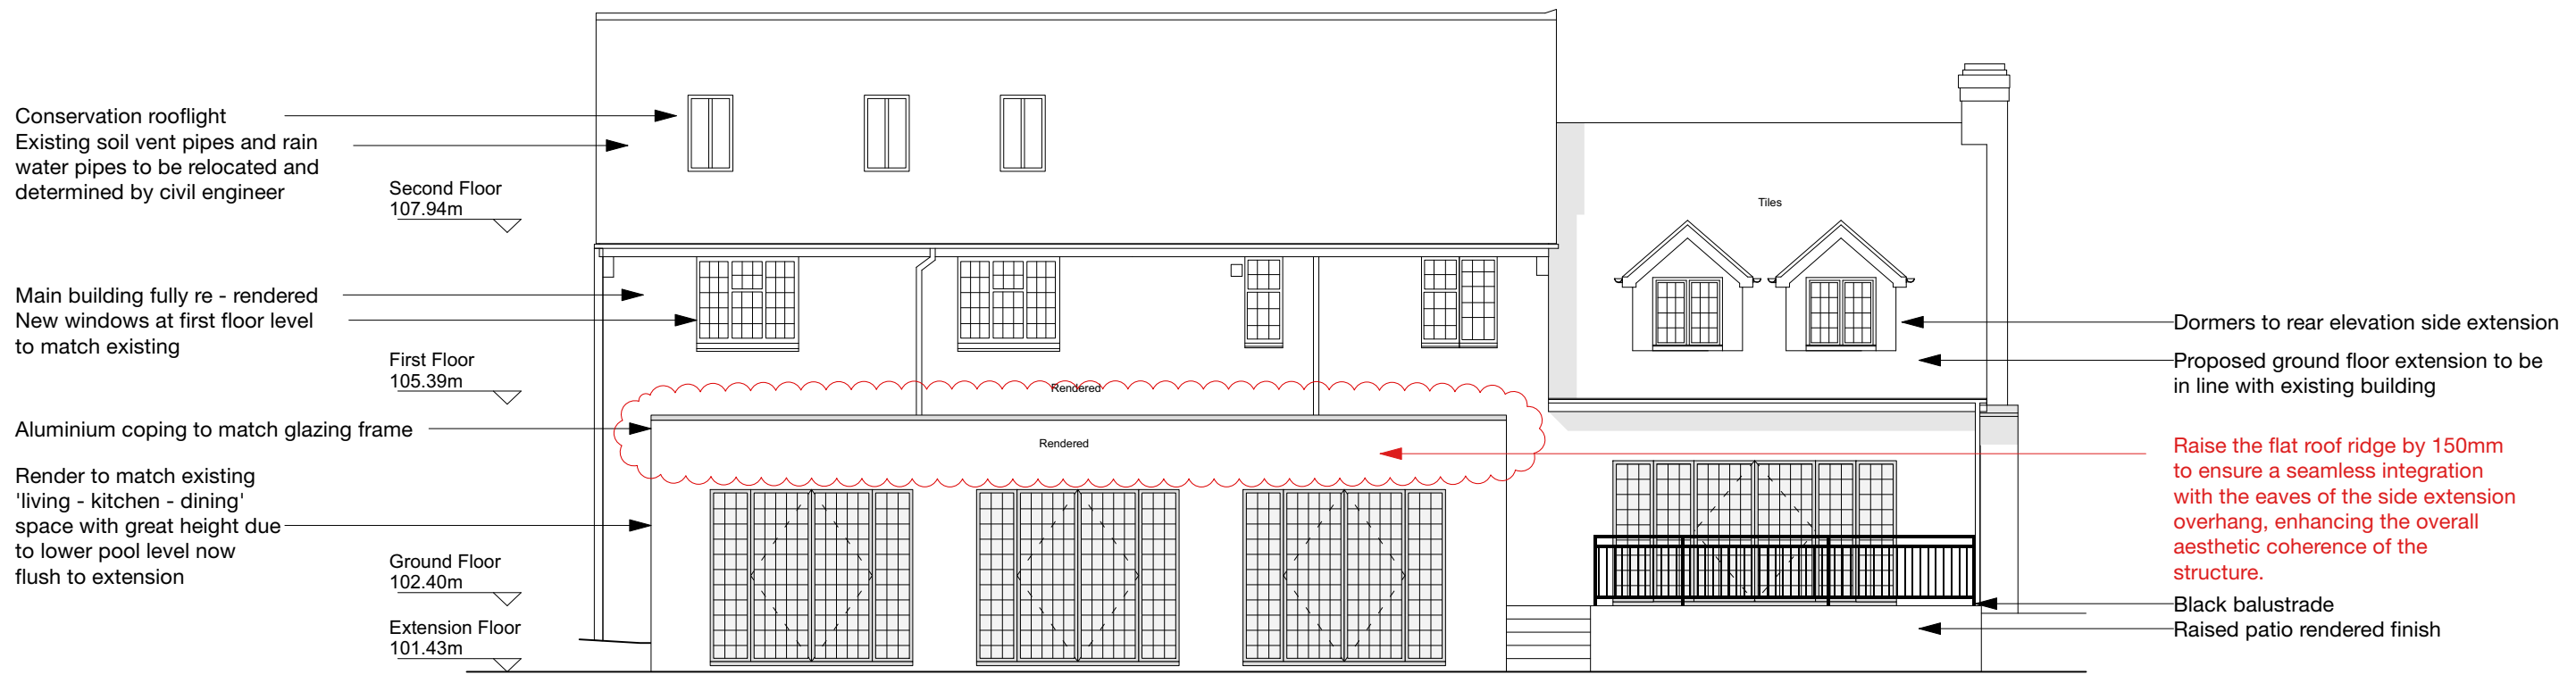 Conservation rooflight
Existing soil vent pipes and rain
water pipes to be relocated and
determined by civil engineer
Second Floor
107.94m
Main building fully re - rendered
New windows at first floor level
to match existing
First Floor
105.39m
Aluminium coping to match glazing frame
Render to match existing
'living - kitchen - dining'
space with great height due
to lower pool level now
flush to extension
Ground Floor
102.40m
Extension Floor
101.43m
Rendered
Rendered
Tiles
Dormers to rear elevation side extension
Proposed ground floor extension to be
in line with existing building
Raise the flat roof ridge by 150mm
to ensure a seamless integration
with the eaves of the side extension
overhang, enhancing the overall
aesthetic coherence of the
structure.
Black balustrade
Raised patio rendered finish